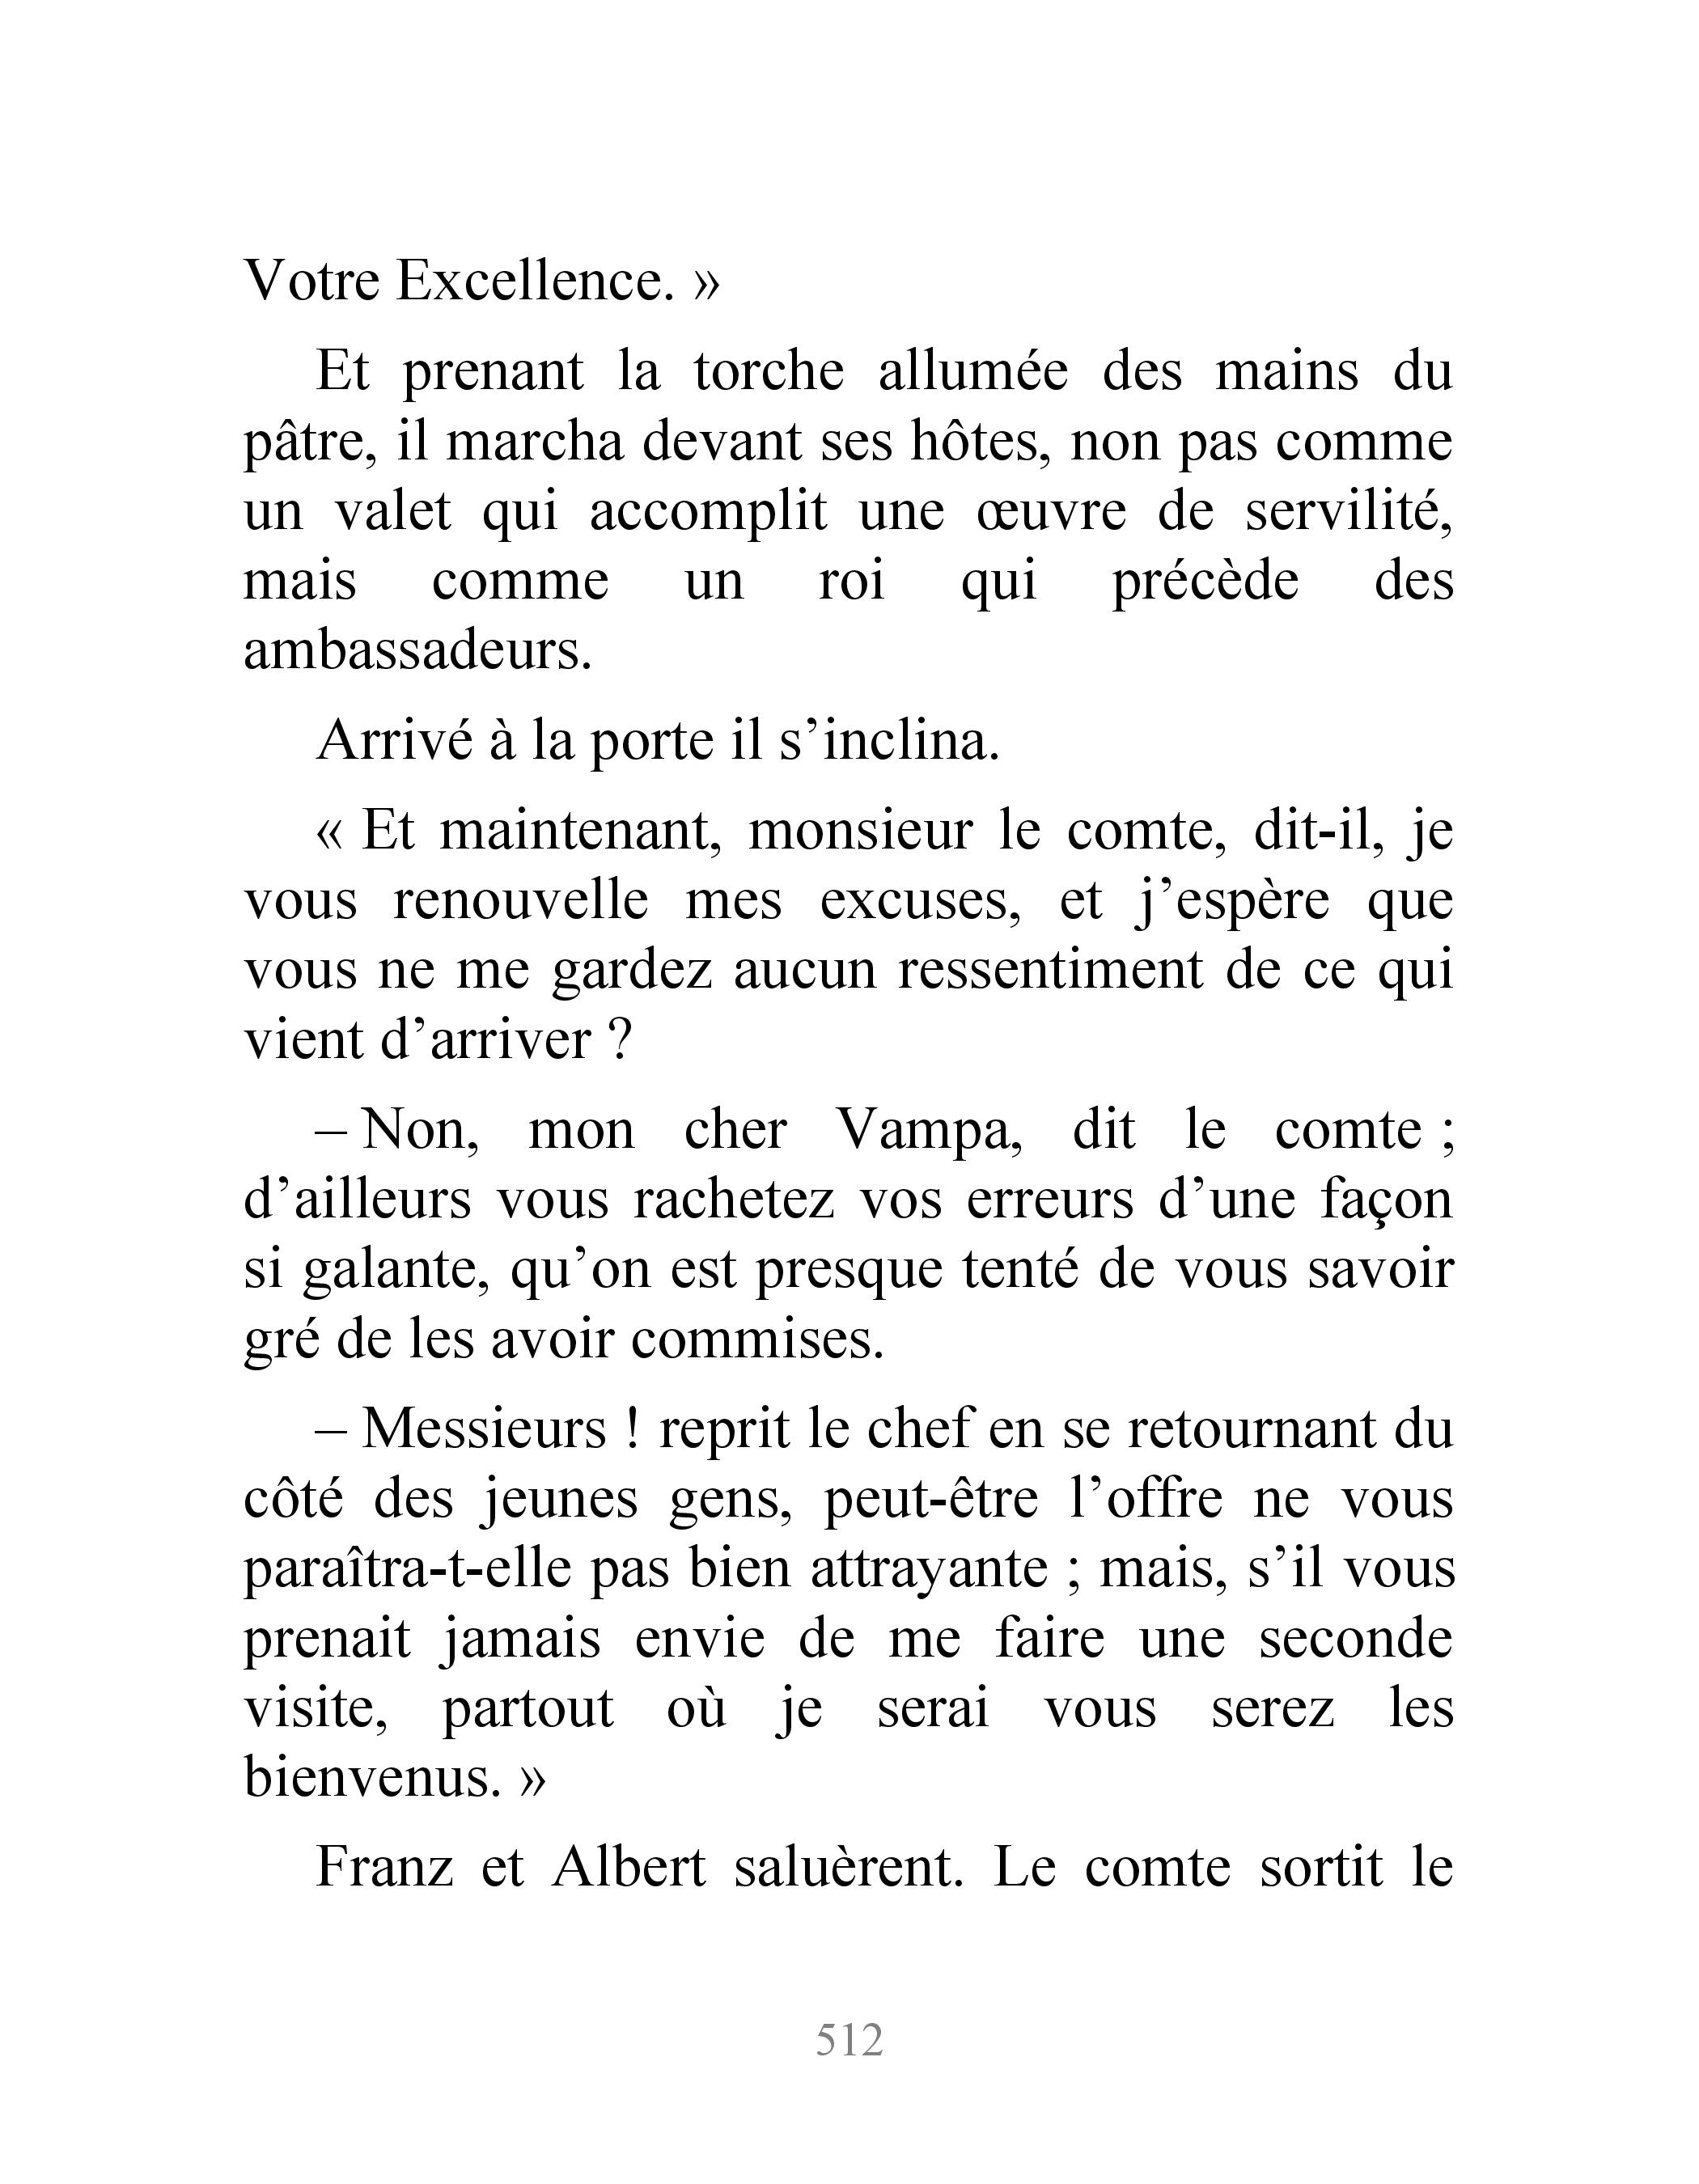 Votre Excellence. »
Et prenant la torche allumée des mains du
pâtre, il marcha devant ses hôtes, non pas comme
un valet qui accomplit une œuvre de servilité,
mais comme un roi qui précède des
ambassadeurs.
Arrivé à la porte il s’inclina.
« Et maintenant, monsieur le comte, dit-il, je
vous renouvelle mes excuses, et j’espère que
vous ne me gardez aucun ressentiment de ce qui
vient d’arriver ?
– Non, mon cher Vampa, dit le comte ;
d’ailleurs vous rachetez vos erreurs d’une façon
si galante, qu’on est presque tenté de vous savoir
gré de les avoir commises.
– Messieurs ! reprit le chef en se retournant du
côté des jeunes gens, peut-être l’offre ne vous
paraîtra-t-elle pas bien attrayante ; mais, s’il vous
prenait jamais envie de me faire une seconde
visite, partout où je serai vous serez les
bienvenus. »
Franz et Albert saluèrent. Le comte sortit le
512